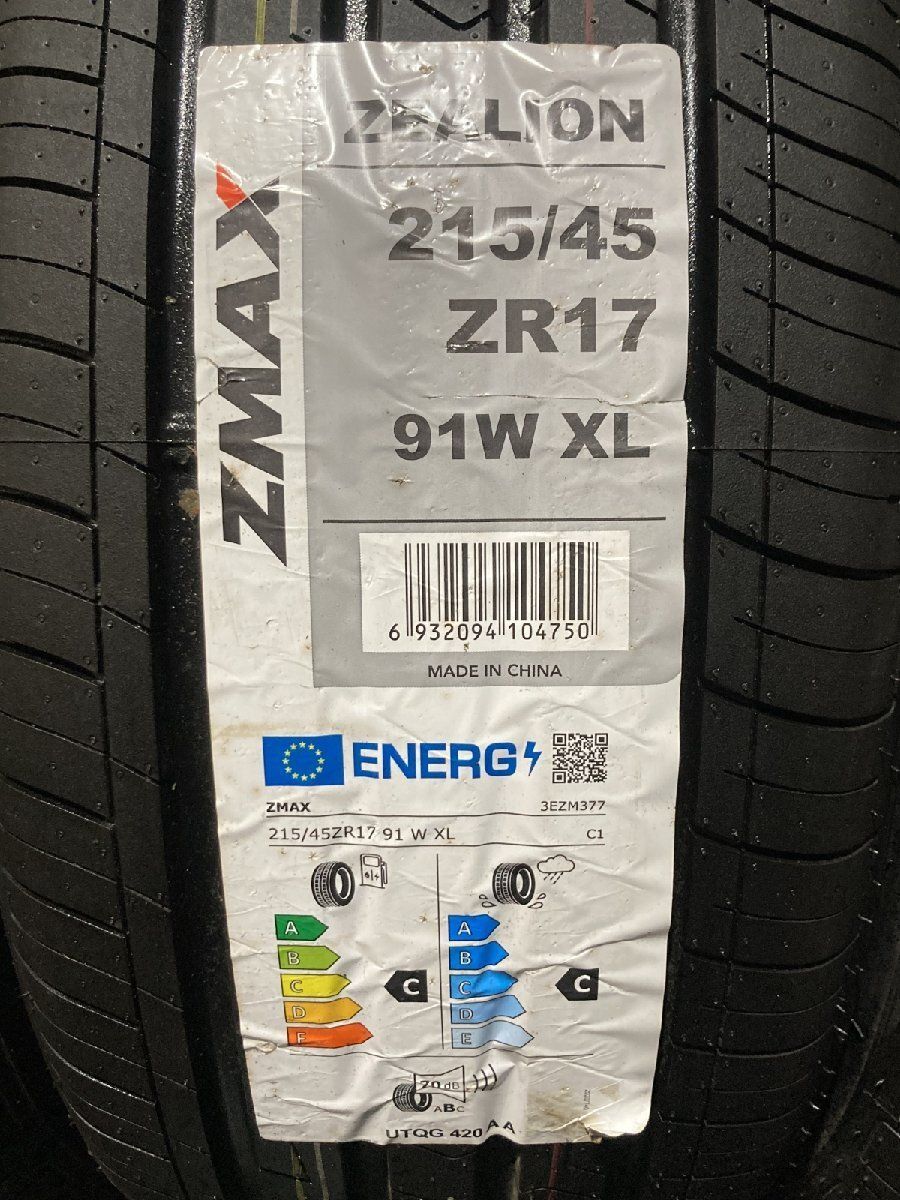 ZMAX
ZEALION
215/45
ZR17
91W XL
6 932094 104750
MADE IN CHINA
ENERG
ZMAX 3EZM377
215/45ZR17 91 W XL C1
A A
B B
C C C C
D D
E E
70 dB
ABC
UTQG 420 A A